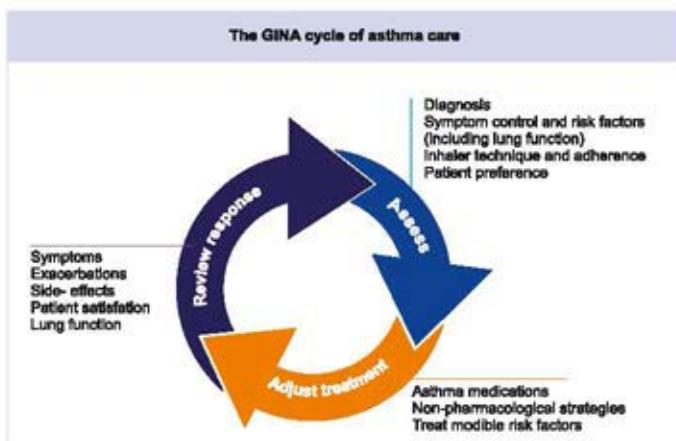 The GINA cycle of asthma care
Diagnosis
Symptom control and risk factors
(including lung function)
Inhaler technique and adherence
Patient preference
Assess
Review response
Symptoms
Exacerbations
Side- effects
Patient satisfation
Lung function
Adjust treatment
Asthma medications
Non-pharmacological strategies
Treat modible risk factors